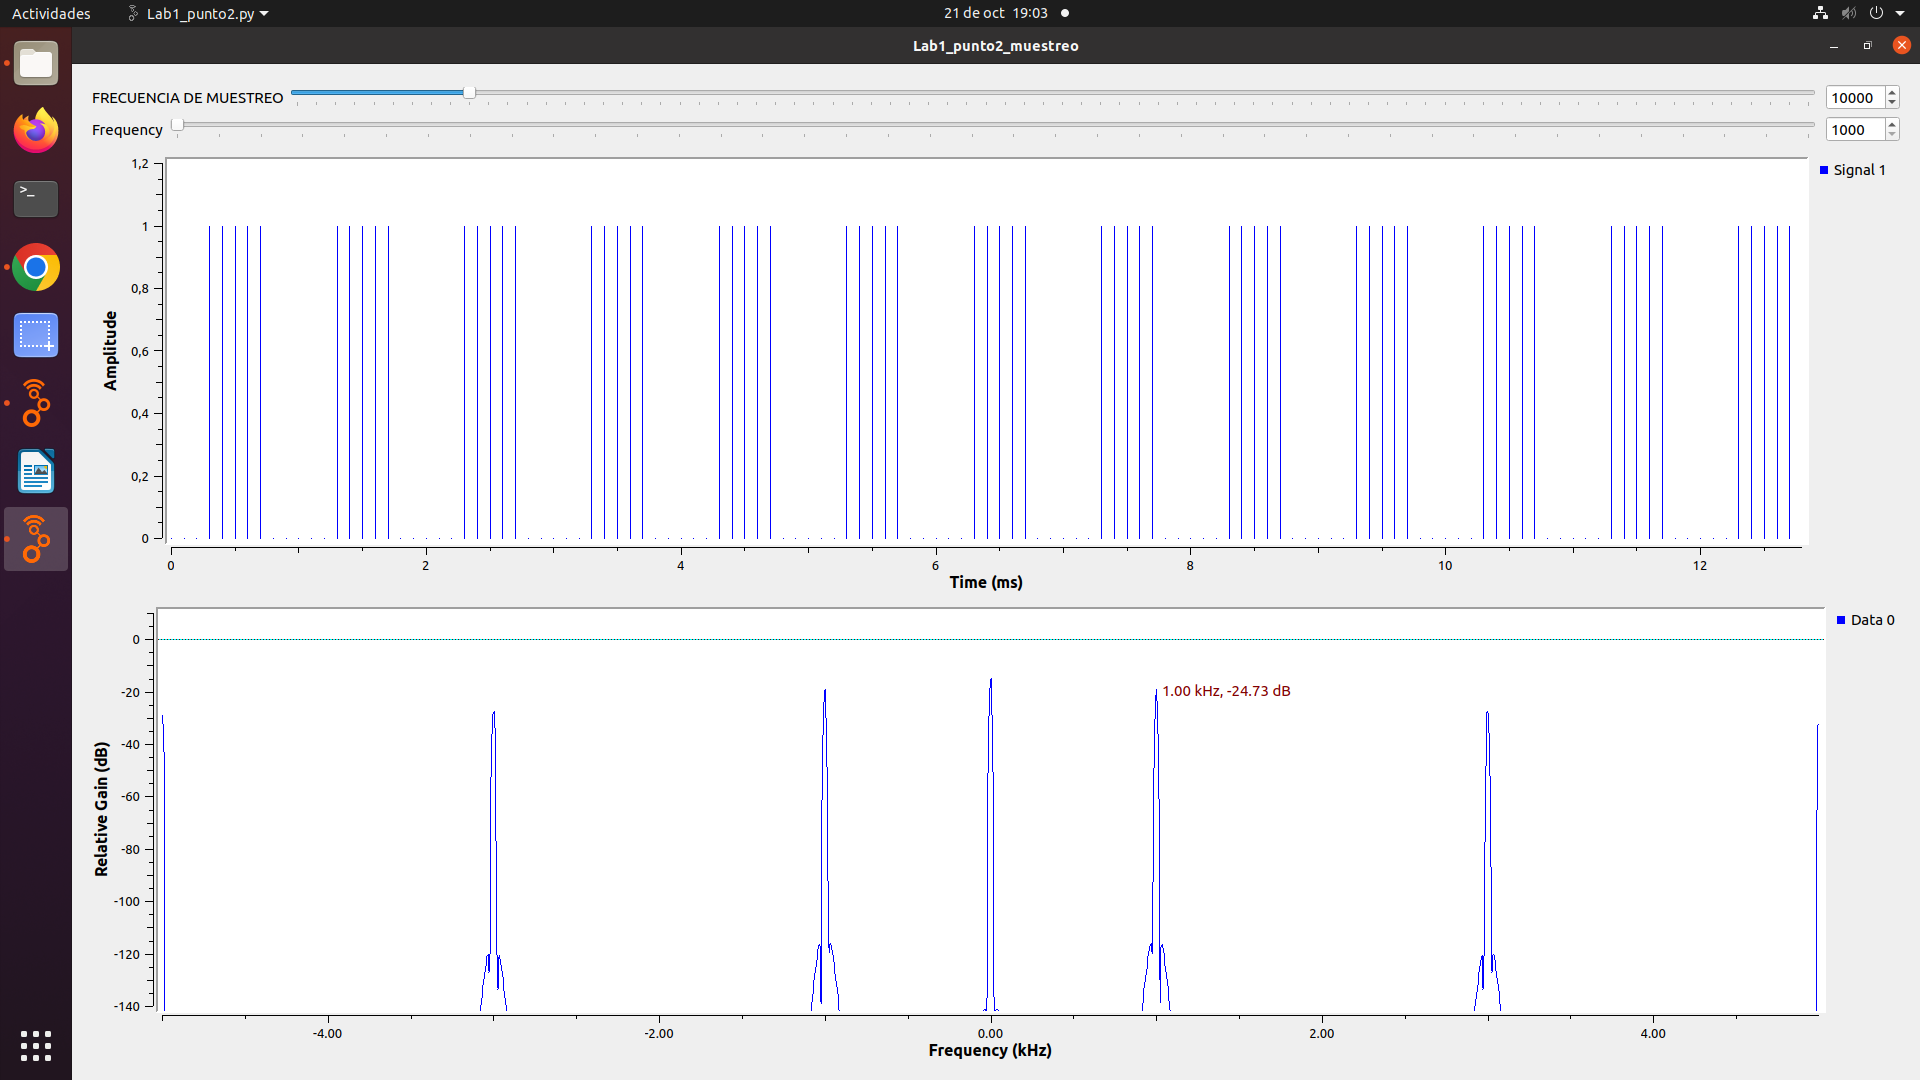 Actividades
Lab1_punto2.py
21 de oct 19:03
Lab1_punto2_muestreo
FRECUENCIA DE MUESTREO
10000
Frequency
1000
1,2
1
0,8
0,6
0,4
0,2
0
Amplitude
Signal 1
0
2
4
6
8
10
12
Time (ms)
0
-20
-40
-60
-80
-100
-120
-140
Relative Gain (dB)
1.00 kHz, -24.73 dB
Data 0
-4.00
-2.00
0.00
2.00
4.00
Frequency (kHz)